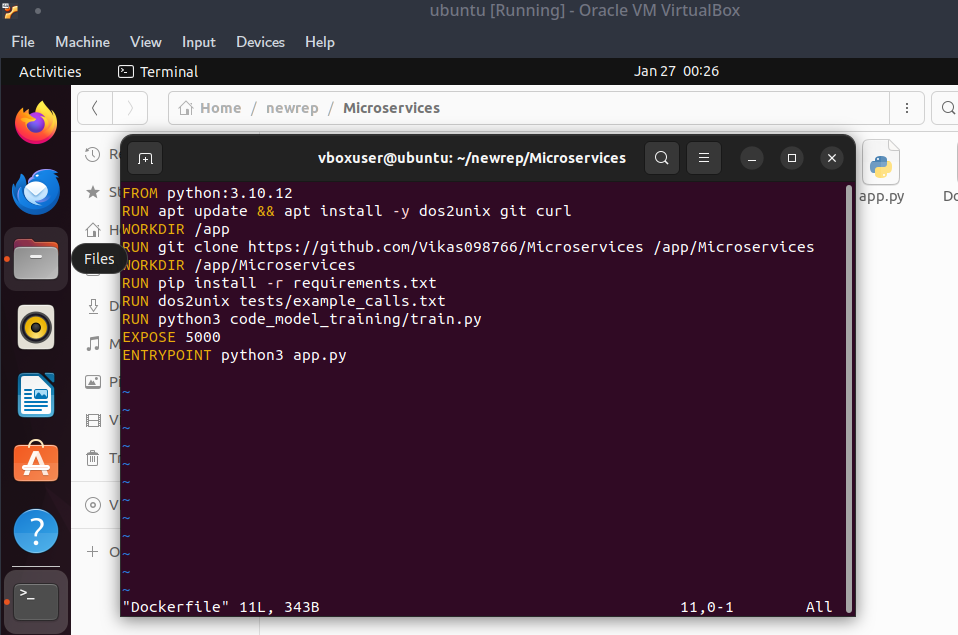 ubuntu [Running] - Oracle VM VirtualBox
File Machine View Input Devices Help
Activities Terminal Jan 27 00:26
Home / newrep / Microservices
vboxuser@ubuntu: ~/newrep/Microservices
FROM python:3.10.12
RUN apt update && apt install -y dos2unix git curl
WORKDIR /app
RUN git clone https://github.com/Vikas098766/Microservices /app/Microservices
WORKDIR /app/Microservices
RUN pip install -r requirements.txt
RUN dos2unix tests/example_calls.txt
RUN python3 code_model_training/train.py
EXPOSE 5000
ENTRYPOINT python3 app.py
~
~
~
~
~
~
~
~
~
~
~
~
"Dockerfile" 11L, 343B 11,0-1 All
Files
app.py